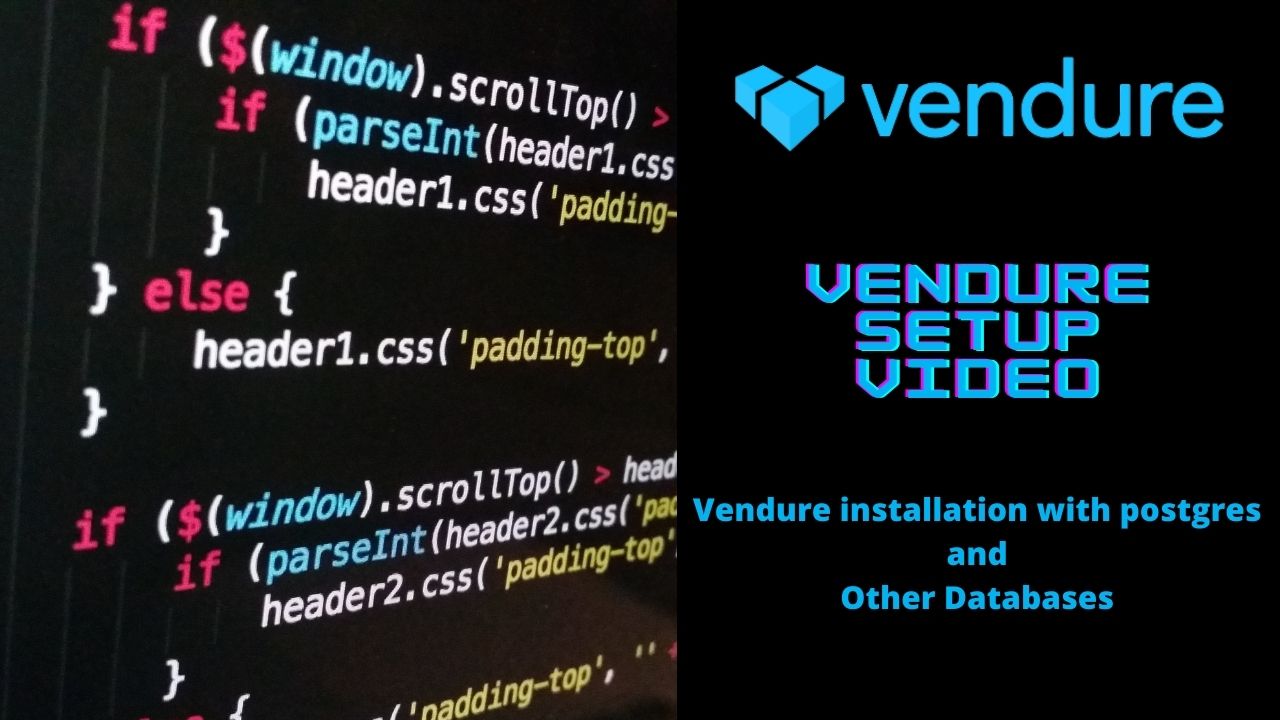 if ($(window).scrollTop() >
if (parseInt(header1.css
header1.css('padding-
}
} else {
header1.css('padding-top',
}
if ($(window).scrollTop() > head
if (parseInt(header2.css('pad
header2.css('padding-top'
}
{
('padding-top', ''
vendure
VENDURE
SETUP
VIDEO
Vendure installation with postgres
and
Other Databases